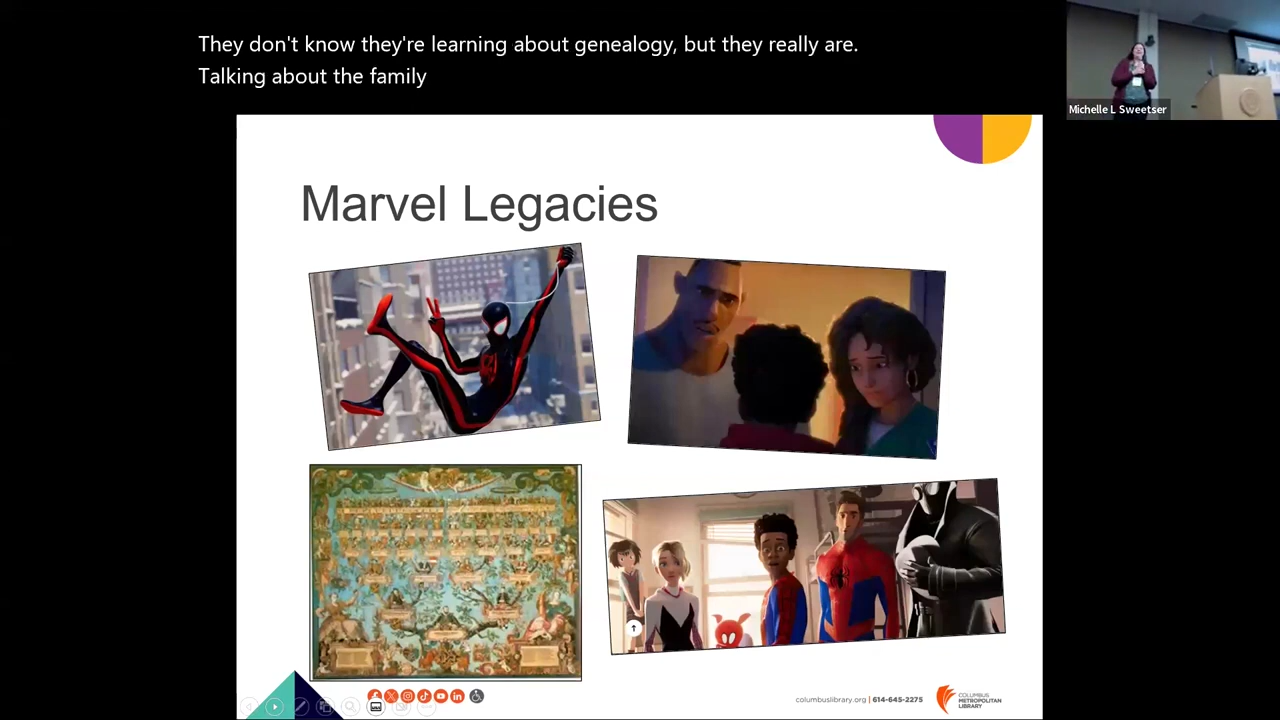 They don't know they're learning about genealogy, but they really are.
Talking about the family
Michelle L Sweetser
Marvel Legacies
columbuslibrary.org | 614-645-2275
COLUMBUS
METROPOLITAN
LIBRARY